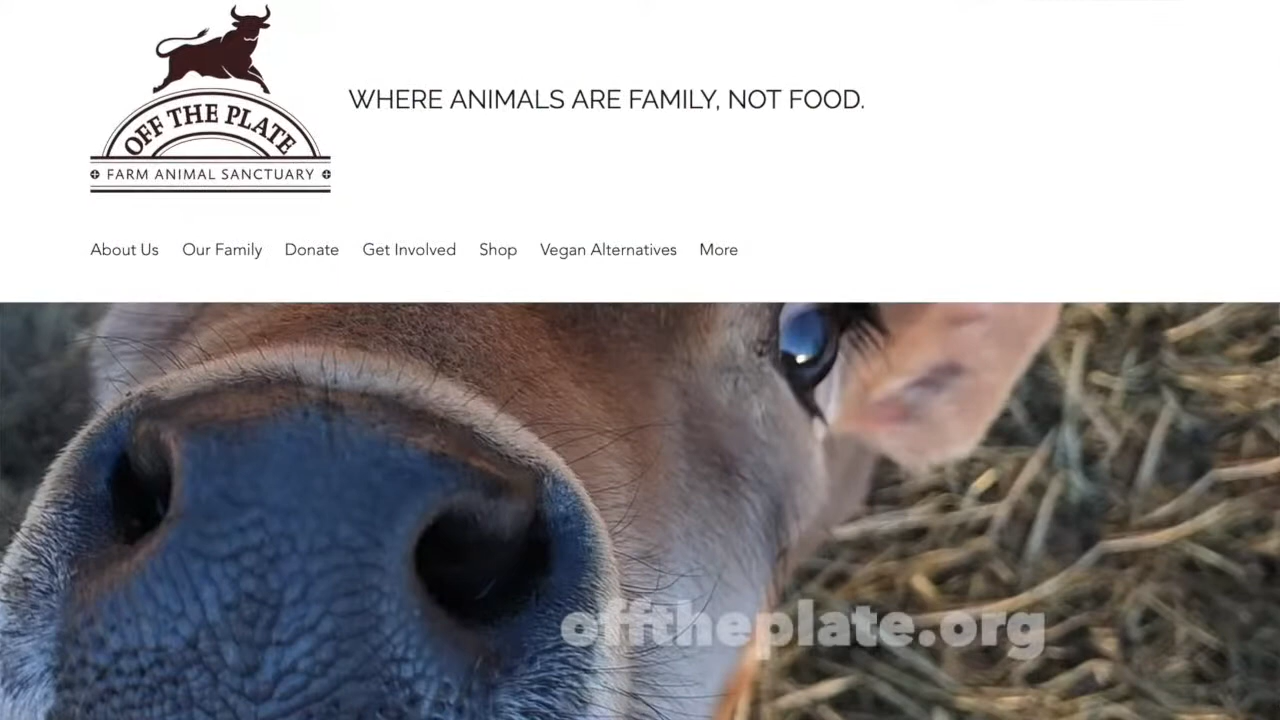 OFF THE PLATE
FARM ANIMAL SANCTUARY
WHERE ANIMALS ARE FAMILY, NOT FOOD.
About Us Our Family Donate Get Involved Shop Vegan Alternatives More
offtheplate.org